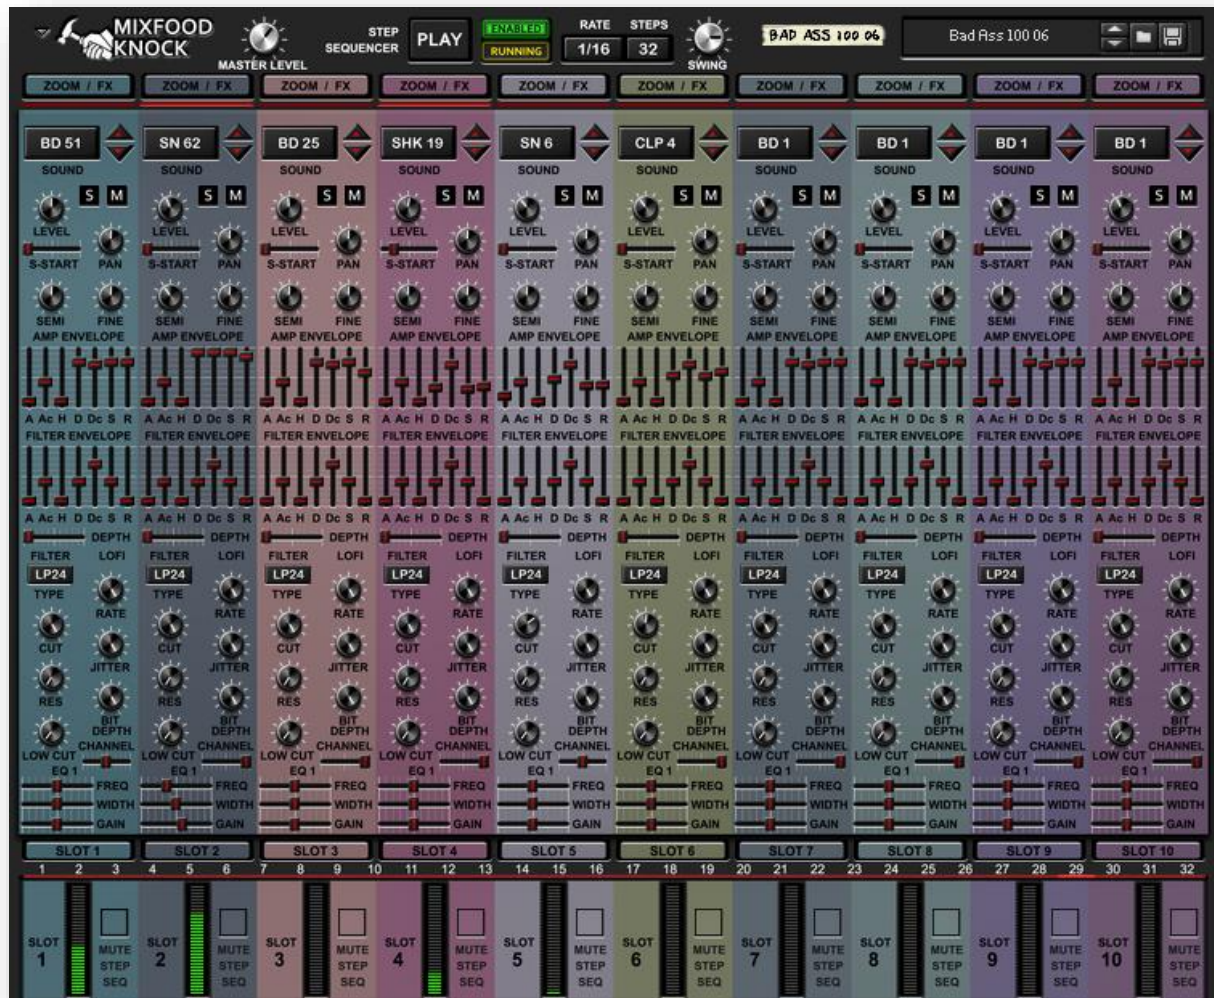 MIXFOOD KNOCK
MASTER LEVEL
STEP SEQUENCER
PLAY
ENABLED
RUNNING
RATE STEPS
1/16 32
SWING
BAD ASS 100 06
Bad Ass 100 06
ZOOM / FX ZOOM / FX ZOOM / FX ZOOM / FX ZOOM / FX ZOOM / FX ZOOM / FX ZOOM / FX ZOOM / FX ZOOM / FX
BD 51 SN 62 BD 25 SHK 19 SN 6 CLP 4 BD 1 BD 1 BD 1 BD 1
SOUND SOUND SOUND SOUND SOUND SOUND SOUND SOUND SOUND SOUND
S M S M S M S M S M S M S M S M S M S M
LEVEL LEVEL LEVEL LEVEL LEVEL LEVEL LEVEL LEVEL LEVEL LEVEL
S-START PAN S-START PAN S-START PAN S-START PAN S-START PAN S-START PAN S-START PAN S-START PAN S-START PAN S-START PAN
SEMI FINE SEMI FINE SEMI FINE SEMI FINE SEMI FINE SEMI FINE SEMI FINE SEMI FINE SEMI FINE SEMI FINE
AMP ENVELOPE AMP ENVELOPE AMP ENVELOPE AMP ENVELOPE AMP ENVELOPE AMP ENVELOPE AMP ENVELOPE AMP ENVELOPE AMP ENVELOPE AMP ENVELOPE
A Ac H D Dc S R A Ac H D Dc S R A Ac H D Dc S R A Ac H D Dc S R A Ac H D Dc S R A Ac H D Dc S R A Ac H D Dc S R A Ac H D Dc S R A Ac H D Dc S R A Ac H D Dc S R
FILTER ENVELOPE FILTER ENVELOPE FILTER ENVELOPE FILTER ENVELOPE FILTER ENVELOPE FILTER ENVELOPE FILTER ENVELOPE FILTER ENVELOPE FILTER ENVELOPE FILTER ENVELOPE
A Ac H D Dc S R A Ac H D Dc S R A Ac H D Dc S R A Ac H D Dc S R A Ac H D Dc S R A Ac H D Dc S R A Ac H D Dc S R A Ac H D Dc S R A Ac H D Dc S R A Ac H D Dc S R
DEPTH DEPTH DEPTH DEPTH DEPTH DEPTH DEPTH DEPTH DEPTH DEPTH
FILTER LOFI FILTER LOFI FILTER LOFI FILTER LOFI FILTER LOFI FILTER LOFI FILTER LOFI FILTER LOFI FILTER LOFI FILTER LOFI
LP24 LP24 LP24 LP24 LP24 LP24 LP24 LP24 LP24 LP24
TYPE TYPE TYPE TYPE TYPE TYPE TYPE TYPE TYPE TYPE
RATE RATE RATE RATE RATE RATE RATE RATE RATE RATE
CUT CUT CUT CUT CUT CUT CUT CUT CUT CUT
JITTER JITTER JITTER JITTER JITTER JITTER JITTER JITTER JITTER JITTER
RES RES RES RES RES RES RES RES RES RES
BIT DEPTH BIT DEPTH BIT DEPTH BIT DEPTH BIT DEPTH BIT DEPTH BIT DEPTH BIT DEPTH BIT DEPTH BIT DEPTH
LOW CUT CHANNEL LOW CUT CHANNEL LOW CUT CHANNEL LOW CUT CHANNEL LOW CUT CHANNEL LOW CUT CHANNEL LOW CUT CHANNEL LOW CUT CHANNEL LOW CUT CHANNEL LOW CUT CHANNEL
EQ 1 EQ 1 EQ 1 EQ 1 EQ 1 EQ 1 EQ 1 EQ 1 EQ 1 EQ 1
FREQ FREQ FREQ FREQ FREQ FREQ FREQ FREQ FREQ FREQ
WIDTH WIDTH WIDTH WIDTH WIDTH WIDTH WIDTH WIDTH WIDTH WIDTH
GAIN GAIN GAIN GAIN GAIN GAIN GAIN GAIN GAIN GAIN
SLOT 1 SLOT 2 SLOT 3 SLOT 4 SLOT 5 SLOT 6 SLOT 7 SLOT 8 SLOT 9 SLOT 10
1 2 3 4 5 6 7 8 9 10 11 12 13 14 15 16 17 18 19 20 21 22 23 24 25 26 27 28 29 30 31 32
SLOT 1 MUTE STEP SEQ
SLOT 2 MUTE STEP SEQ
SLOT 3 MUTE STEP SEQ
SLOT 4 MUTE STEP SEQ
SLOT 5 MUTE STEP SEQ
SLOT 6 MUTE STEP SEQ
SLOT 7 MUTE STEP SEQ
SLOT 8 MUTE STEP SEQ
SLOT 9 MUTE STEP SEQ
SLOT 10 MUTE STEP SEQ